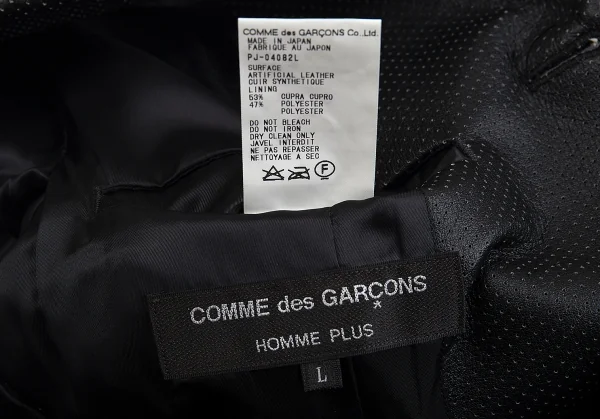 COMME des GARÇONS Co.,Ltd.
MADE IN JAPAN
FABRIQUE AU JAPON
PJ-04082L
SURFACE
ARTIFICIAL LEATHER
CUIR SYNTHETIQUE
LINING
53% CUPRA CUPRO
47% POLYESTER
POLYESTER
DO NOT BLEACH
DO NOT IRON
DRY CLEAN ONLY
JAVEL INTERDIT
NE PAS REPASSER
NETTOYAGE A SEC
F
COMME des GARÇONS
HOMME PLUS
L